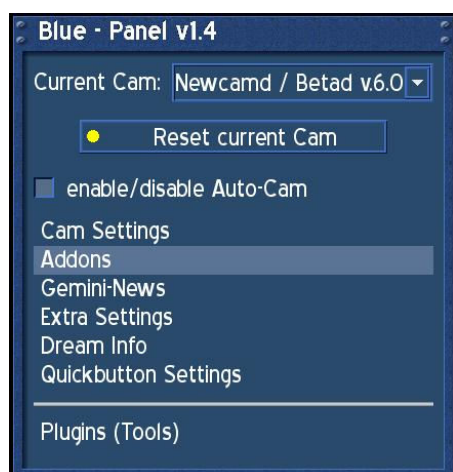 Blue - Panel v1.4
Current Cam: Newcamd / Betad v.6.0
Reset current Cam
enable/disable Auto-Cam
Cam Settings
Addons
Gemini-News
Extra Settings
Dream Info
Quickbutton Settings
Plugins (Tools)